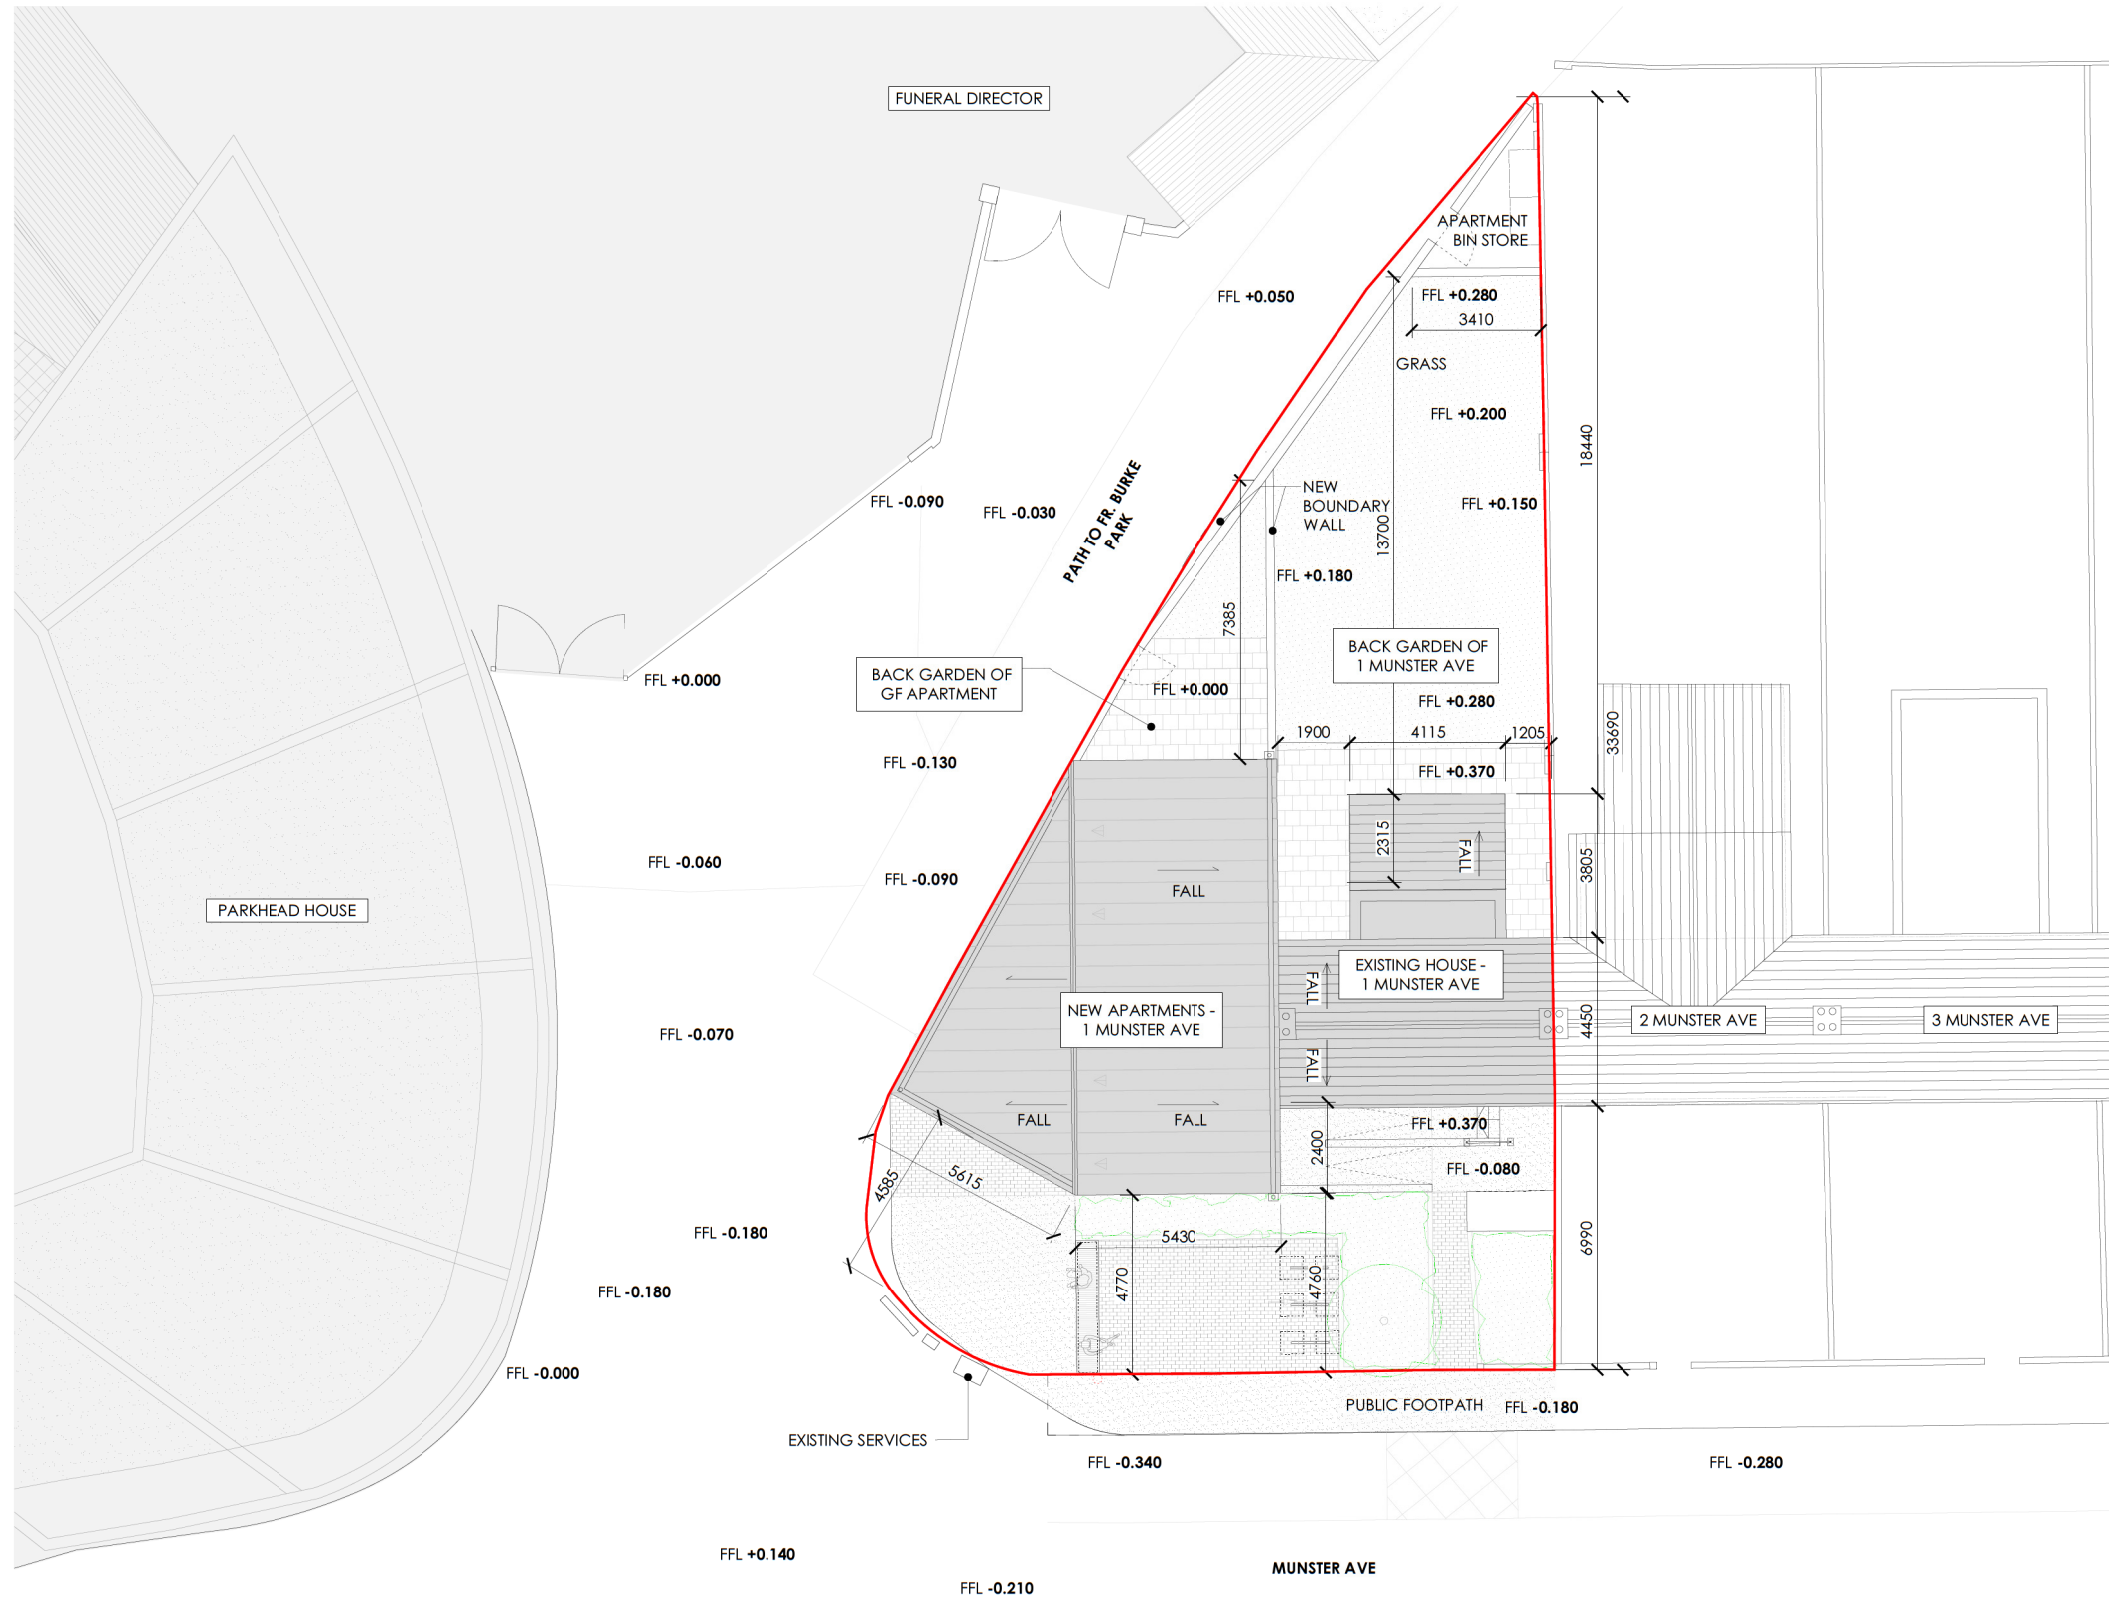 FUNERAL DIRECTOR
APARTMENT
BIN STORE
FFL +0.050
FFL +0.280
3410
GRASS
FFL +0.200
18440
FFL -0.090
FFL -0.030
PATH TO FR. BURKE
PARK
NEW
BOUNDARY
WALL
13700
FFL +0.150
FFL +0.180
7385
BACK GARDEN OF
1 MUNSTER AVE
BACK GARDEN OF
GF APARTMENT
FFL +0.000
FFL +0.000
FFL +0.280
1900
4115
1205
33690
FFL -0.130
FFL +0.370
2315
FALL
3805
FFL -0.060
FFL -0.090
FALL
PARKHEAD HOUSE
EXISTING HOUSE -
1 MUNSTER AVE
FALL
NEW APARTMENTS -
1 MUNSTER AVE
4450
2 MUNSTER AVE
3 MUNSTER AVE
FFL -0.070
FALL
FALL
FALL
FFL +0.370
2400
FFL -0.080
5615
4585
FFL -0.180
5430
6990
4770
4760
FFL -0.180
FFL -0.000
PUBLIC FOOTPATH
FFL -0.180
EXISTING SERVICES
FFL -0.340
FFL -0.280
FFL +0.140
MUNSTER AVE
FFL -0.210